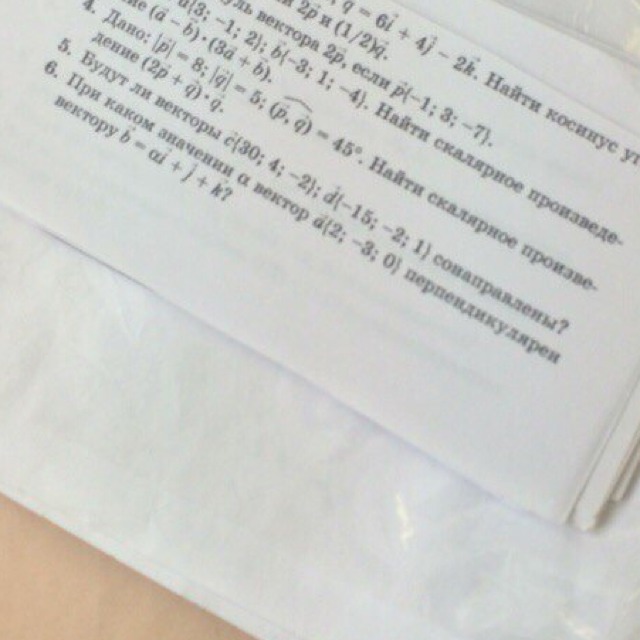 q⃗ = 6i⃗ + 4j⃗ − 2k⃗. Найти косинус
2p⃗ и (1/2)q⃗.
вектора 2p⃗, если p⃗{−1; 3; −7}.
a⃗{3; −1; 2}; b⃗{−3; 1; −4}. Найти скалярное произведе-
ние (a⃗ − b⃗), (3a⃗ + b⃗).
4. Дано: |p⃗| = 8; |q⃗| = 5; (p⃗, q⃗) = 45°. Найти скалярное произве-
дение (2p⃗ + q⃗) · q⃗.
5. Будут ли векторы c⃗{30; 4; −2}; d⃗{−15; −2; 1} сонаправлены?
6. При каком значении α вектор a⃗{2; −3; 0} перпендикулярен
вектору b⃗ = αi⃗ + j⃗ + k⃗?